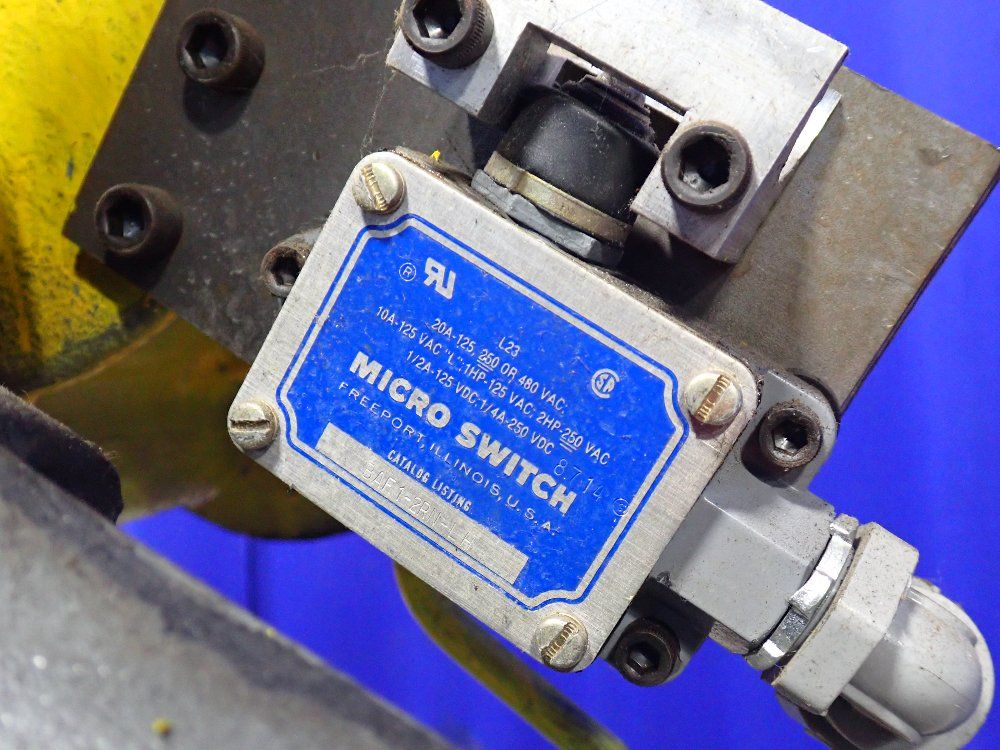 ® RU
L23
20A-125, 250 OR 480 VAC,
10A-125 VAC "L", 1HP-125 VAC, 2HP-250 VAC
1/2A-125 VDC, 1/4A-250 VDC
MICRO SWITCH 8714
FREEPORT, ILLINOIS, U.S.A.
CATALOG LISTING